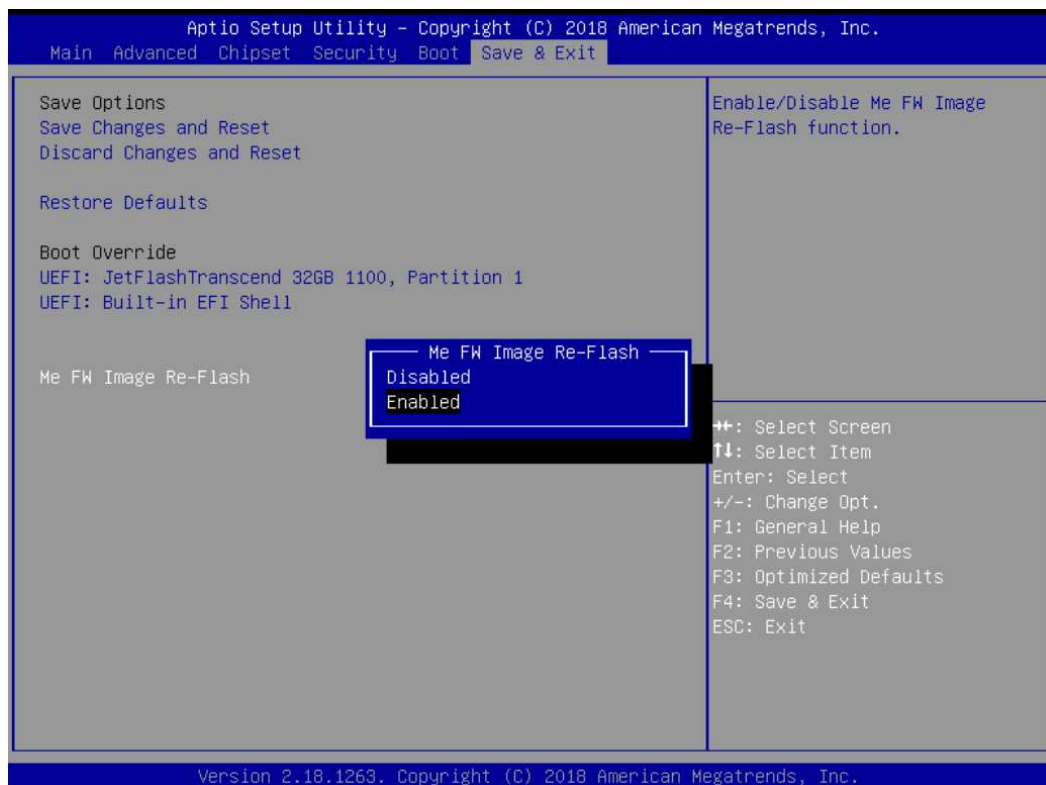 Aptio Setup Utility – Copyright (C) 2018 American Megatrends, Inc.
Main Advanced Chipset Security Boot Save & Exit
Save Options
Save Changes and Reset
Discard Changes and Reset
Restore Defaults
Boot Override
UEFI: JetFlashTranscend 32GB 1100, Partition 1
UEFI: Built-in EFI Shell
Me FW Image Re-Flash
Me FW Image Re-Flash
Disabled
Enabled
Enable/Disable Me FW Image
Re-Flash function.
→←: Select Screen
↑↓: Select Item
Enter: Select
+/-: Change Opt.
F1: General Help
F2: Previous Values
F3: Optimized Defaults
F4: Save & Exit
ESC: Exit
Version 2.18.1263. Copyright (C) 2018 American Megatrends, Inc.